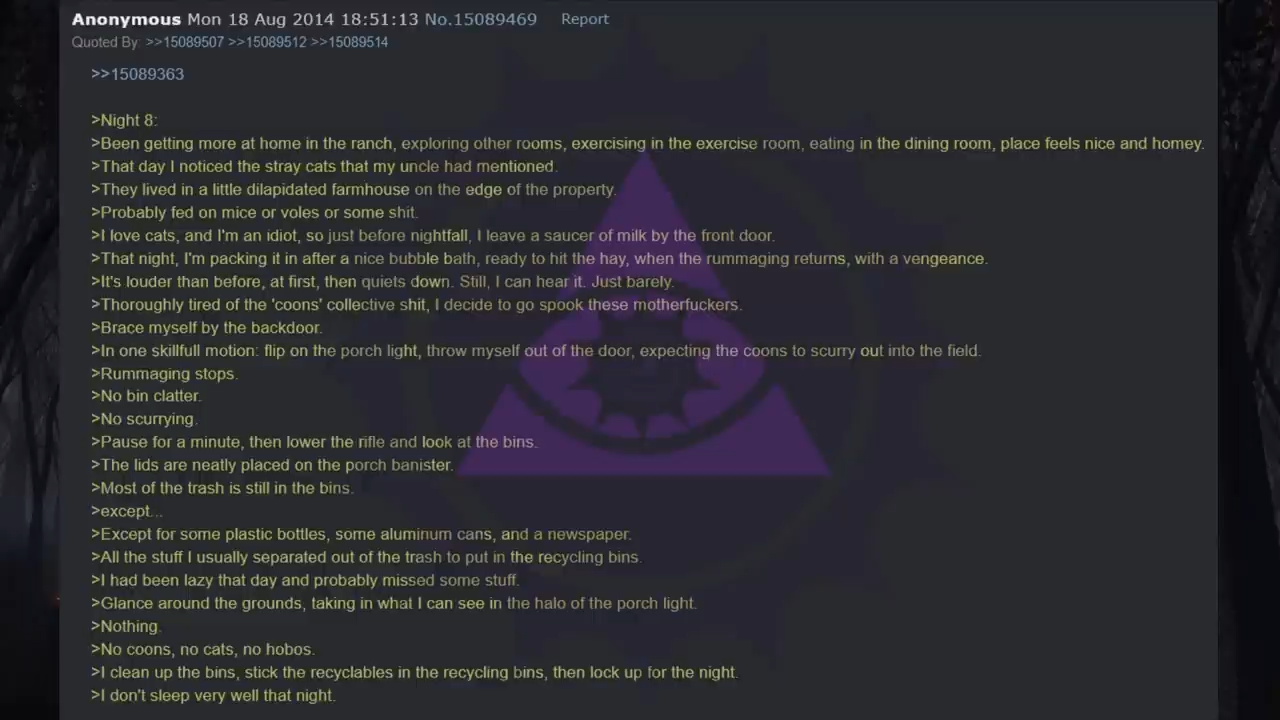 Anonymous Mon 18 Aug 2014 18:51:13 No.15089469 Report
Quoted By: >>15089507 >>15089512 >>15089514
>>15089363
>Night 8:
>Been getting more at home in the ranch, exploring other rooms, exercising in the exercise room, eating in the dining room, place feels nice and homey.
>That day I noticed the stray cats that my uncle had mentioned.
>They lived in a little dilapidated farmhouse on the edge of the property.
>Probably fed on mice or voles or some shit.
>I love cats, and I'm an idiot, so just before nightfall, I leave a saucer of milk by the front door.
>That night, I'm packing it in after a nice bubble bath, ready to hit the hay, when the rummaging returns, with a vengeance.
>It's louder than before, at first, then quiets down. Still, I can hear it. Just barely.
>Thoroughly tired of the 'coons' collective shit, I decide to go spook these motherfuckers.
>Brace myself by the backdoor.
>In one skillfull motion: flip on the porch light, throw myself out of the door, expecting the coons to scurry out into the field.
>Rummaging stops.
>No bin clatter.
>No scurrying.
>Pause for a minute, then lower the rifle and look at the bins.
>The lids are neatly placed on the porch banister.
>Most of the trash is still in the bins.
>except...
>Except for some plastic bottles, some aluminum cans, and a newspaper.
>All the stuff I usually separated out of the trash to put in the recycling bins.
>I had been lazy that day and probably missed some stuff.
>Glance around the grounds, taking in what I can see in the halo of the porch light.
>Nothing.
>No coons, no cats, no hobos.
>I clean up the bins, stick the recyclables in the recycling bins, then lock up for the night.
>I don't sleep very well that night.